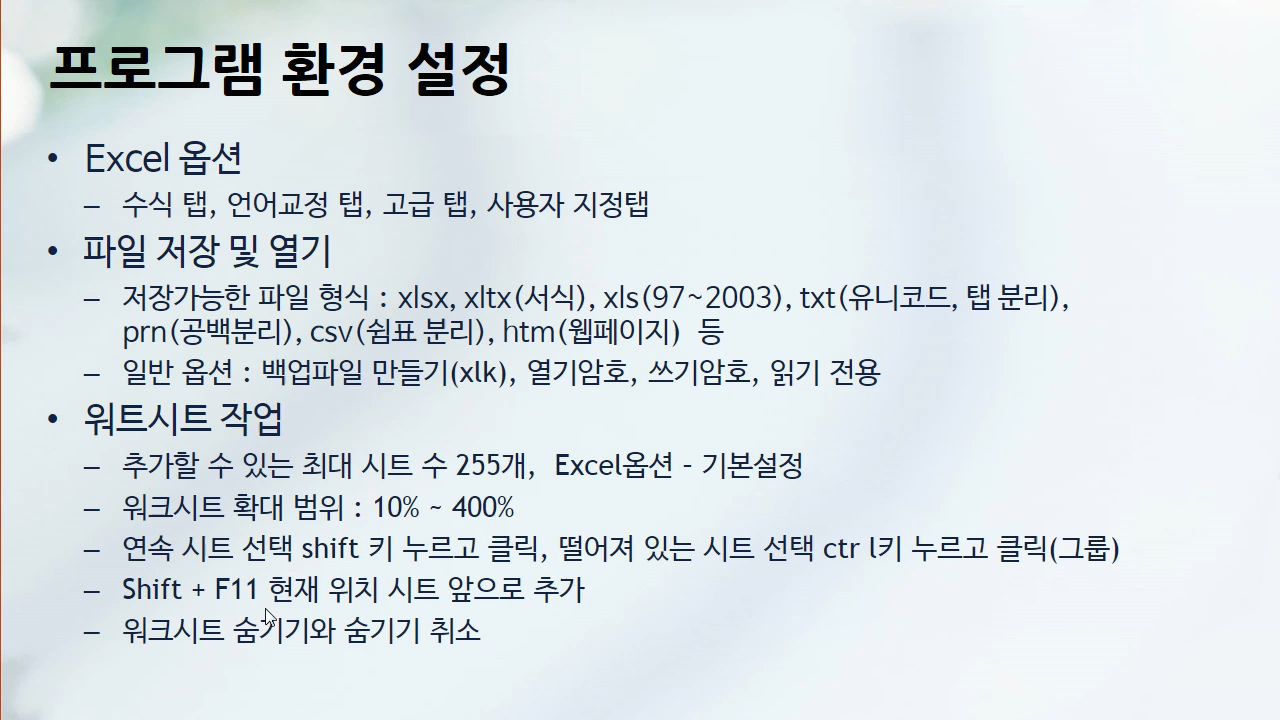 프로그램 환경 설정
• Excel 옵션
– 수식 탭, 언어교정 탭, 고급 탭, 사용자 지정탭
• 파일 저장 및 열기
– 저장가능한 파일 형식 : xlsx, xltx(서식), xls(97~2003), txt(유니코드, 탭 분리),
prn(공백분리), csv(쉼표 분리), htm(웹페이지) 등
– 일반 옵션 : 백업파일 만들기(xlk), 열기암호, 쓰기암호, 읽기 전용
• 워트시트 작업
– 추가할 수 있는 최대 시트 수 255개, Excel옵션 - 기본설정
– 워크시트 확대 범위 : 10% ~ 400%
– 연속 시트 선택 shift 키 누르고 클릭, 떨어져 있는 시트 선택 ctr l키 누르고 클릭(그룹)
– Shift + F11 현재 위치 시트 앞으로 추가
– 워크시트 숨기기와 숨기기 취소